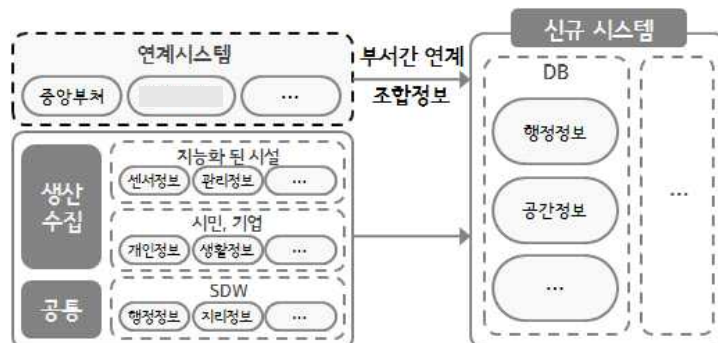 연계시스템
중앙부처
...
부서간 연계
조합정보
신규 시스템
DB
행정정보
공간정보
...
...
생산
수집
지능화 된 시설
센서정보 관리정보 ...
시민, 기업
개인정보 생활정보 ...
공통
SDW
행정정보 지리정보 ...